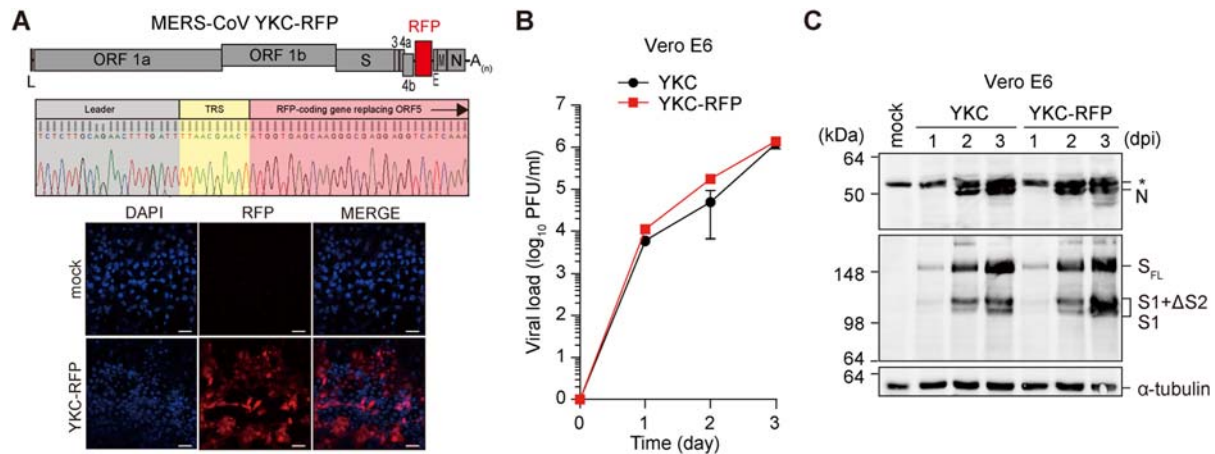 A
MERS-CoV YKC-RFP
RFP
ORF 1a
ORF 1b
S
3
4a
4b
E
M
N
A(n)
L
Leader
TRS
RFP-coding gene replacing ORF5
DAPI
RFP
MERGE
mock
YKC-RFP
B
Vero E6
YKC
YKC-RFP
Viral load (log10 PFU/ml)
7
6
5
4
3
2
1
0
0 1 2 3
Time (day)
C
Vero E6
(kDa)
mock
YKC
YKC-RFP
1 2 3 1 2 3 (dpi)
64
50
*
N
148
98
64
SFL
S1+ΔS2
S1
64
α-tubulin